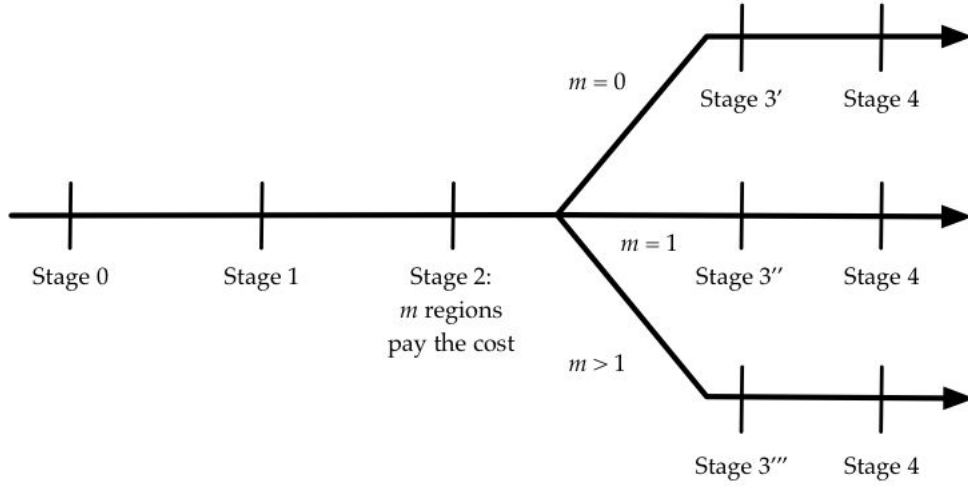 m = 0
Stage 3′
Stage 4
Stage 0
Stage 1
Stage 2:
m regions
pay the cost
m = 1
Stage 3″
Stage 4
m > 1
Stage 3‴
Stage 4